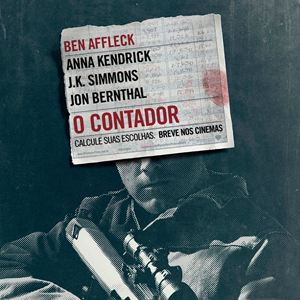 BEN AFFLECK
ANNA KENDRICK
J.K. SIMMONS
JON BERNTHAL
O CONTADOR
CALCULE SUAS ESCOLHAS. BREVE NOS CINEMAS